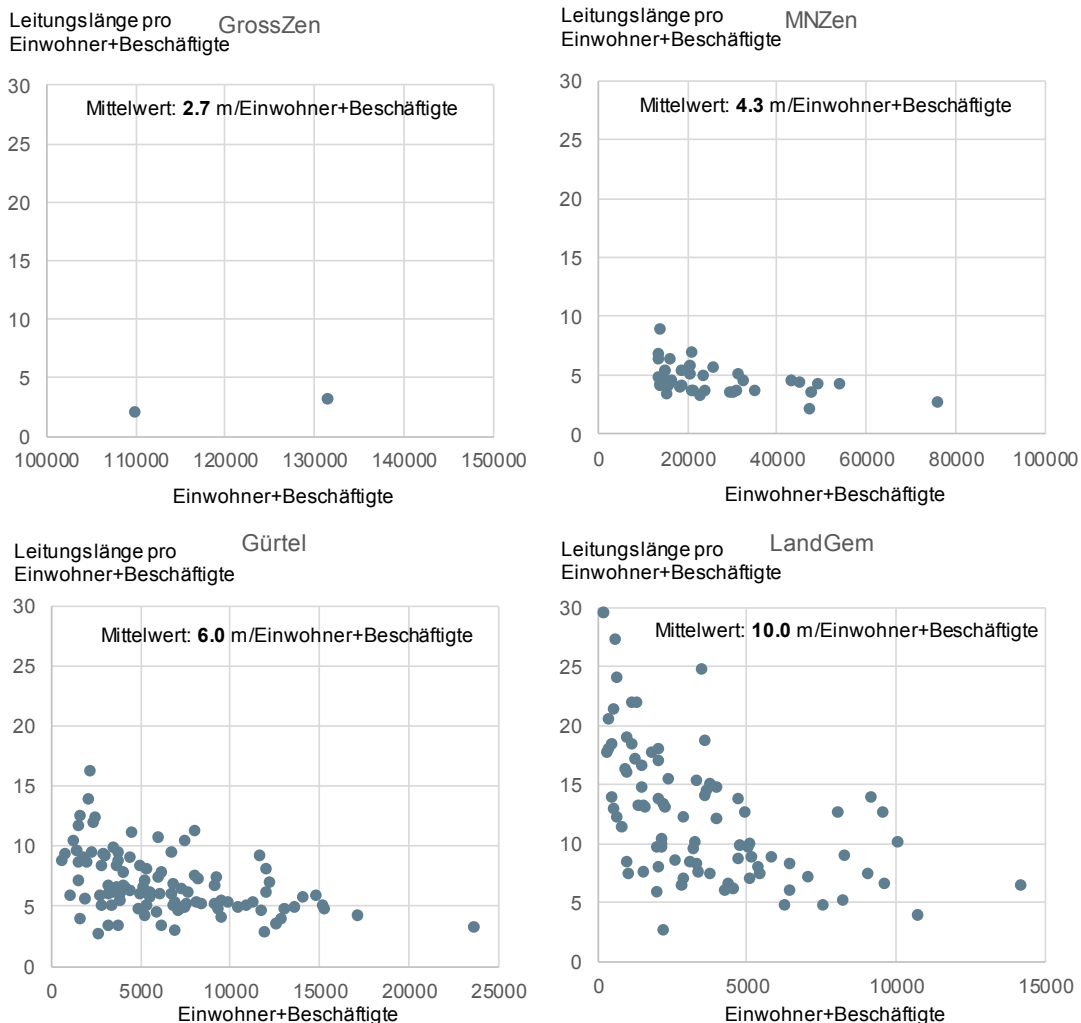 Leitungslänge pro
Einwohner+Beschäftigte
GrossZen
Mittelwert: 2.7 m/Einwohner+Beschäftigte
30
25
20
15
10
5
0
100000 110000 120000 130000 140000 150000
Einwohner+Beschäftigte
Leitungslänge pro
Einwohner+Beschäftigte
MNZen
Mittelwert: 4.3 m/Einwohner+Beschäftigte
30
25
20
15
10
5
0
0 20000 40000 60000 80000 100000
Einwohner+Beschäftigte
Leitungslänge pro
Einwohner+Beschäftigte
Gürtel
Mittelwert: 6.0 m/Einwohner+Beschäftigte
30
25
20
15
10
5
0
0 5000 10000 15000 20000 25000
Einwohner+Beschäftigte
Leitungslänge pro
Einwohner+Beschäftigte
LandGem
Mittelwert: 10.0 m/Einwohner+Beschäftigte
30
25
20
15
10
5
0
0 5000 10000 15000
Einwohner+Beschäftigte